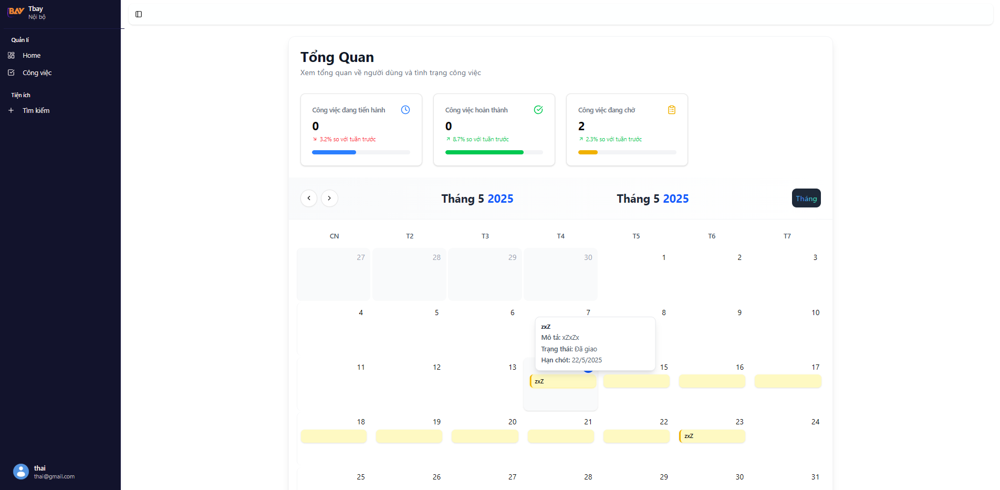 BAY
Tbay
Nội bộ
Quản lí
Home
Công việc
Tiện ích
Tìm kiếm
thai
thai@gmail.com
Tổng Quan
Xem tổng quan về người dùng và tình trạng công việc
Công việc đang tiến hành
0
3.2% so với tuần trước
Công việc hoàn thành
0
8.7% so với tuần trước
Công việc đang chờ
2
2.3% so với tuần trước
Tháng 5 2025
Tháng 5 2025
Tháng
CN T2 T3 T4 T5 T6 T7
27 28 29 30 1 2 3
4 5 6 7 8 9 10
zxZ
Mô tả: xZxZx
Trạng thái: Đã giao
Hạn chót: 22/5/2025
11 12 13 15 16 17
zxZ
18 19 20 21 22 23 24
zxZ
25 26 27 28 29 30 31